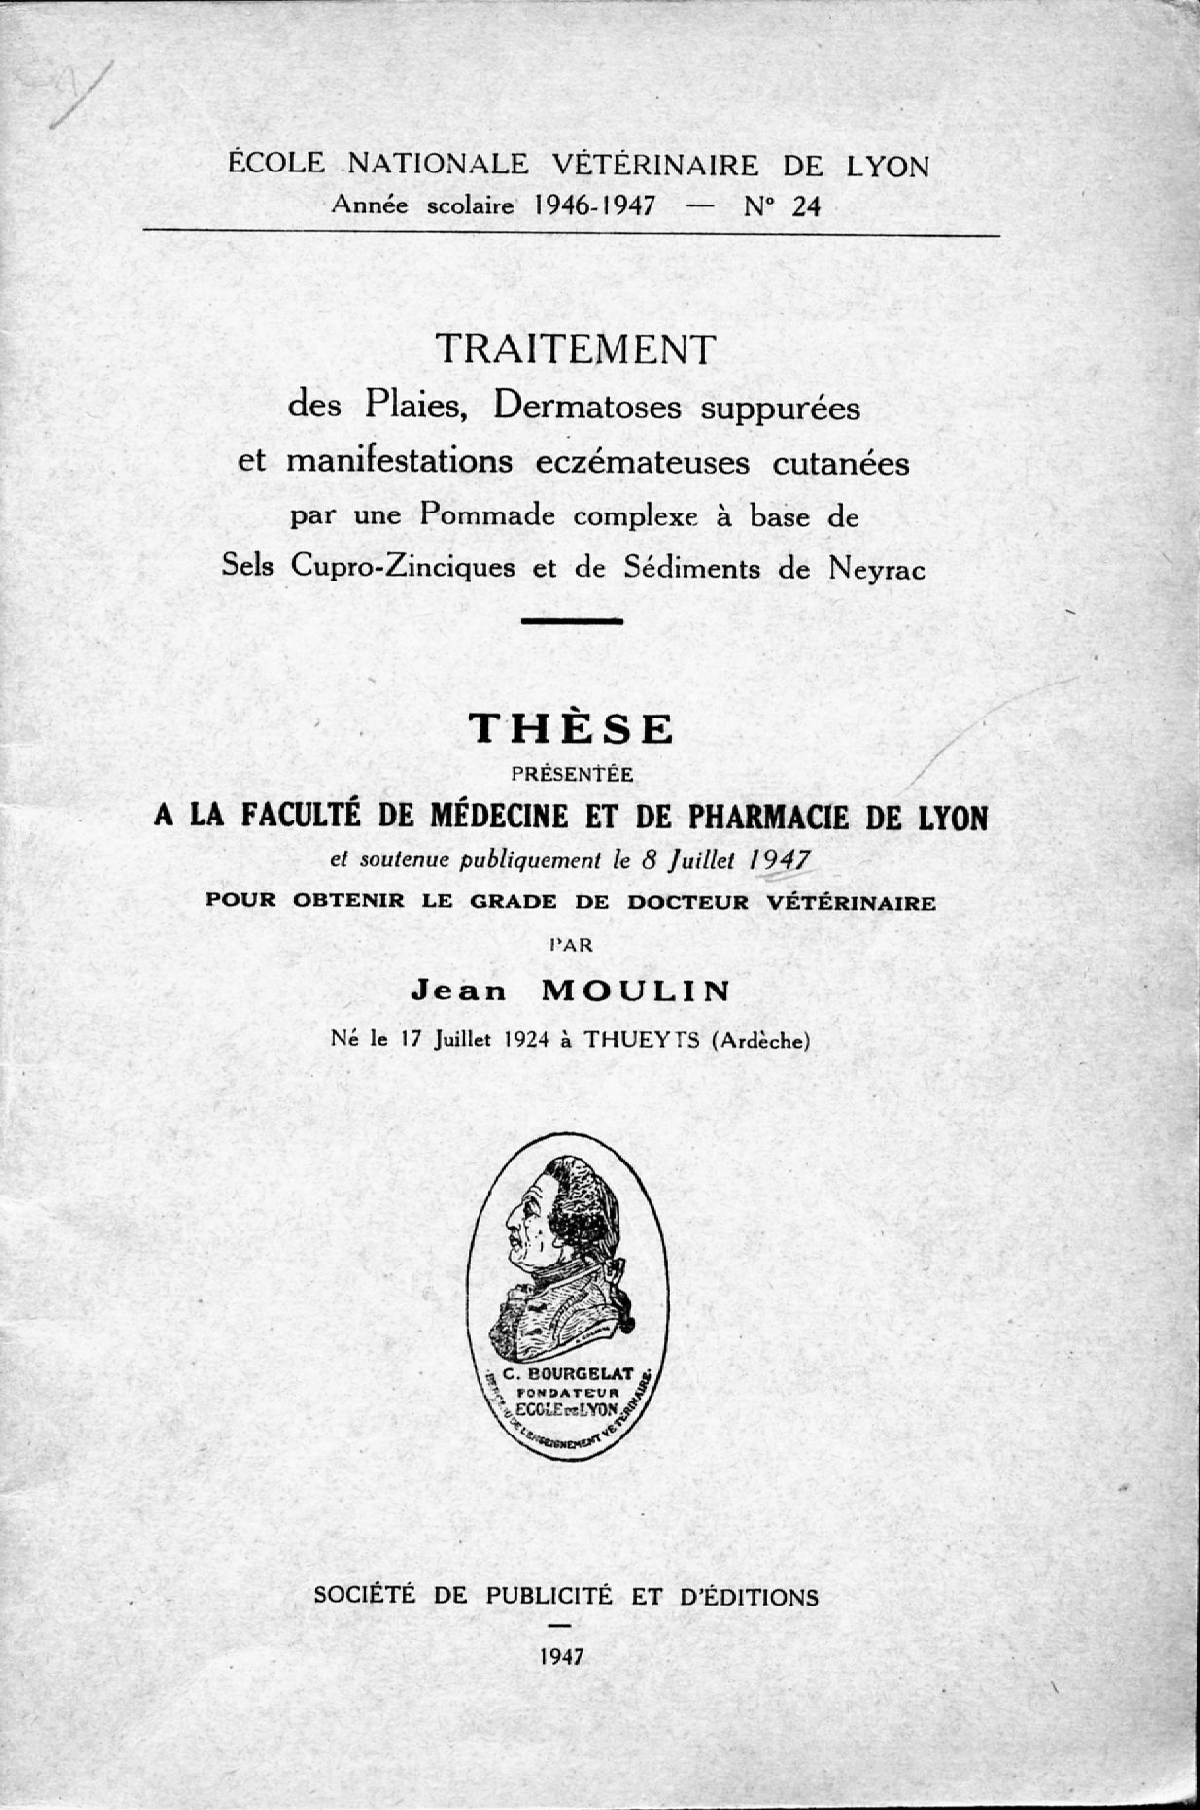 ÉCOLE NATIONALE VÉTÉRINAIRE DE LYON
Année scolaire 1946-1947 — N° 24
TRAITEMENT
des Plaies, Dermatoses suppurées
et manifestations eczémateuses cutanées
par une Pommade complexe à base de
Sels Cupro-Zinciques et de Sédiments de Neyrac
THÈSE
PRÉSENTÉE
A LA FACULTÉ DE MÉDECINE ET DE PHARMACIE DE LYON
et soutenue publiquement le 8 Juillet 1947
POUR OBTENIR LE GRADE DE DOCTEUR VÉTÉRINAIRE
PAR
Jean MOULIN
Né le 17 Juillet 1924 à THUEYTS (Ardèche)
C. BOURGELAT
FONDATEUR
ECOLE DE LYON
BERCEAU DE L'ENSEIGNEMENT VÉTÉRINAIRE
SOCIÉTÉ DE PUBLICITÉ ET D'ÉDITIONS
1947